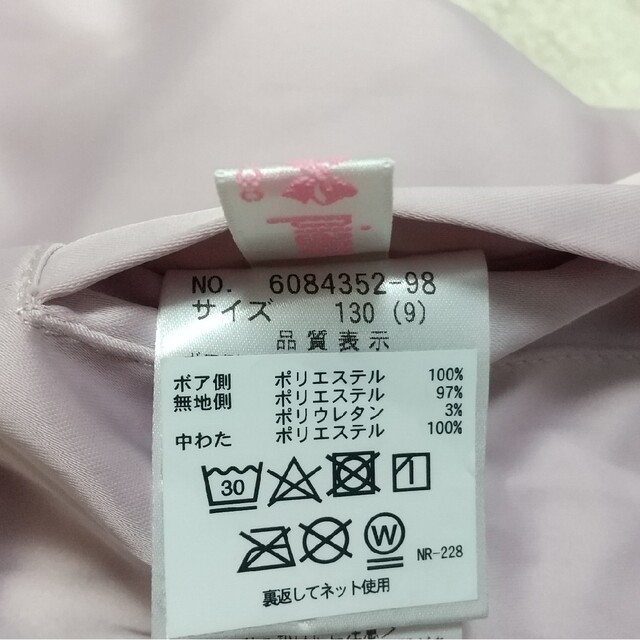 NO. 6084352-98
サイズ 130 (9)
品質表示
ボア側 ポリエステル 100%
無地側 ポリエステル 97%
ポリウレタン 3%
中わた ポリエステル 100%
30
W
NR-228
裏返してネット使用